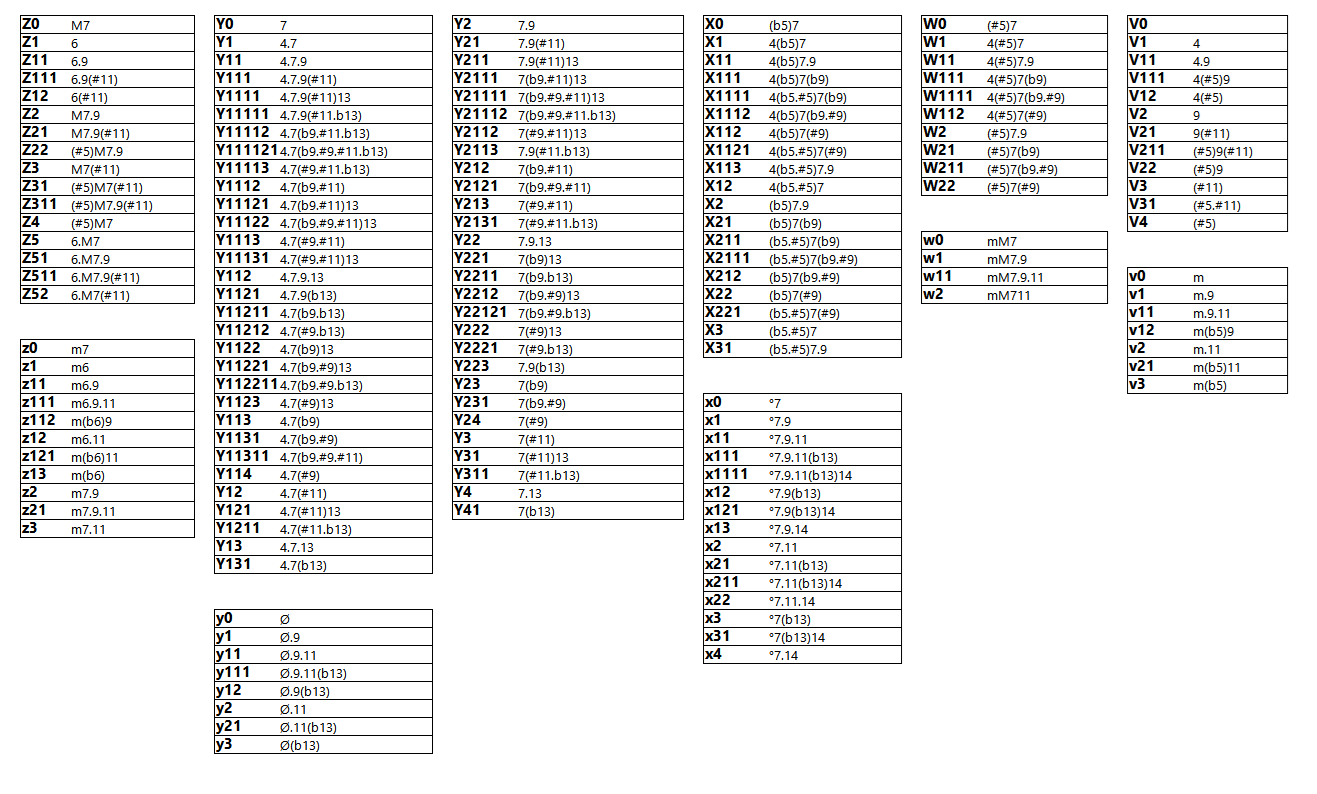 Z0 M7
Z1 6
Z11 6.9
Z111 6.9(#11)
Z12 6(#11)
Z2 M7.9
Z21 M7.9(#11)
Z22 (#5)M7.9
Z3 M7(#11)
Z31 (#5)M7(#11)
Z311 (#5)M7.9(#11)
Z4 (#5)M7
Z5 6.M7
Z51 6.M7.9
Z511 6.M7.9(#11)
Z52 6.M7(#11)
z0 m7
z1 m6
z11 m6.9
z111 m6.9.11
z112 m(b6)9
z12 m6.11
z121 m(b6)11
z13 m(b6)
z2 m7.9
z21 m7.9.11
z3 m7.11
Y0 7
Y1 4.7
Y11 4.7.9
Y111 4.7.9(#11)
Y1111 4.7.9(#11)13
Y11111 4.7.9(#11.b13)
Y11112 4.7(b9.#11.b13)
Y111121 4.7(b9.#9.#11.b13)
Y11113 4.7(#9.#11.b13)
Y1112 4.7(b9.#11)
Y11121 4.7(b9.#11)13
Y11122 4.7(b9.#9.#11)13
Y1113 4.7(#9.#11)
Y11131 4.7(#9.#11)13
Y112 4.7.9.13
Y1121 4.7.9(b13)
Y11211 4.7(b9.b13)
Y11212 4.7(#9.b13)
Y1122 4.7(b9)13
Y11221 4.7(b9.#9)13
Y112211 4.7(b9.#9.b13)
Y1123 4.7(#9)13
Y113 4.7(b9)
Y1131 4.7(b9.#9)
Y11311 4.7(b9.#9.#11)
Y114 4.7(#9)
Y12 4.7(#11)
Y121 4.7(#11)13
Y1211 4.7(#11.b13)
Y13 4.7.13
Y131 4.7(b13)
y0 Ø
y1 Ø.9
y11 Ø.9.11
y111 Ø.9.11(b13)
y12 Ø.9(b13)
y2 Ø.11
y21 Ø.11(b13)
y3 Ø(b13)
Y2 7.9
Y21 7.9(#11)
Y211 7.9(#11)13
Y2111 7(b9.#11)13
Y21111 7(b9.#9.#11)13
Y21112 7(b9.#9.#11.b13)
Y2112 7(#9.#11)13
Y2113 7.9(#11.b13)
Y212 7(b9.#11)
Y2121 7(b9.#9.#11)
Y213 7(#9.#11)
Y2131 7(#9.#11.b13)
Y22 7.9.13
Y221 7(b9)13
Y2211 7(b9.b13)
Y2212 7(b9.#9)13
Y22121 7(b9.#9.b13)
Y222 7(#9)13
Y2221 7(#9.b13)
Y223 7.9(b13)
Y23 7(b9)
Y231 7(b9.#9)
Y24 7(#9)
Y3 7(#11)
Y31 7(#11)13
Y311 7(#11.b13)
Y4 7.13
Y41 7(b13)
X0 (b5)7
X1 4(b5)7
X11 4(b5)7.9
X111 4(b5)7(b9)
X1111 4(b5.#5)7(b9)
X1112 4(b5)7(b9.#9)
X112 4(b5)7(#9)
X1121 4(b5.#5)7(#9)
X113 4(b5.#5)7.9
X12 4(b5.#5)7
X2 (b5)7.9
X21 (b5)7(b9)
X211 (b5.#5)7(b9)
X2111 (b5.#5)7(b9.#9)
X212 (b5)7(b9.#9)
X22 (b5)7(#9)
X221 (b5.#5)7(#9)
X3 (b5.#5)7
X31 (b5.#5)7.9
x0 °7
x1 °7.9
x11 °7.9.11
x111 °7.9.11(b13)
x1111 °7.9.11(b13)14
x12 °7.9(b13)
x121 °7.9(b13)14
x13 °7.9.14
x2 °7.11
x21 °7.11(b13)
x211 °7.11(b13)14
x22 °7.11.14
x3 °7(b13)
x31 °7(b13)14
x4 °7.14
W0 (#5)7
W1 4(#5)7
W11 4(#5)7.9
W111 4(#5)7(b9)
W1111 4(#5)7(b9.#9)
W112 4(#5)7(#9)
W2 (#5)7.9
W21 (#5)7(b9)
W211 (#5)7(b9.#9)
W22 (#5)7(#9)
w0 mM7
w1 mM7.9
w11 mM7.9.11
w2 mM711
V0
V1 4
V11 4.9
V111 4(#5)9
V12 4(#5)
V2 9
V21 9(#11)
V211 (#5)9(#11)
V22 (#5)9
V3 (#11)
V31 (#5.#11)
V4 (#5)
v0 m
v1 m.9
v11 m.9.11
v12 m(b5)9
v2 m.11
v21 m(b5)11
v3 m(b5)